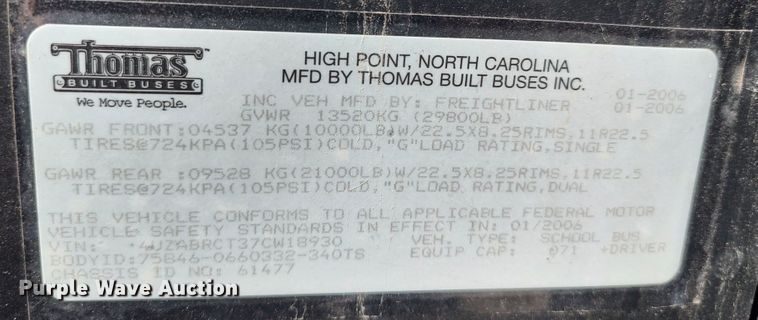 Thomas
BUILT BUSES
We Move People.
HIGH POINT, NORTH CAROLINA
MFD BY THOMAS BUILT BUSES INC.
INC VEH MFD BY: FREIGHTLINER 01-2006
GVWR 13520KG (29800LB) 01-2006
GAWR FRONT:04537 KG(10000LB)W/22.5X8.25RIMS,11R22.5
TIRES@724KPA(105PSI)COLD,"G"LOAD RATING,SINGLE
GAWR REAR :09528 KG(21000LB)W/22.5X8.25RIMS,11R22.5
TIRES@724KPA(105PSI)COLD,"G"LOAD RATING,DUAL
THIS VEHICLE CONFORMS TO ALL APPLICABLE FEDERAL MOTOR
VEHICLE SAFETY STANDARDS IN EFFECT IN: 01/2006
VIN: *4UZABRCT37CW18930 VEH. TYPE: SCHOOL BUS
BODYID:75846-0660332-340TS EQUIP CAP: 071 +DRIVER
CHASSIS ID NO: 61477
Purple Wave Auction